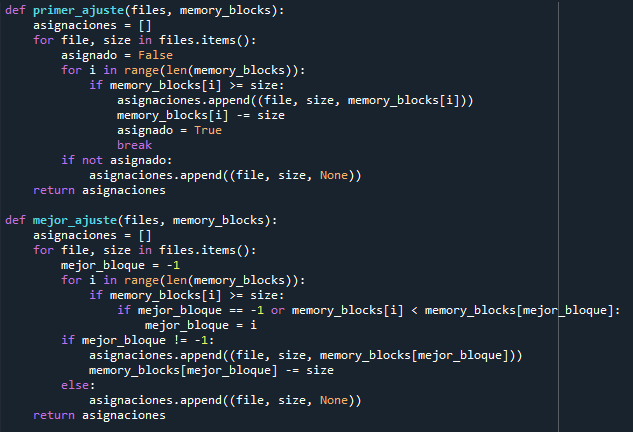 def primer_ajuste(files, memory_blocks):
    asignaciones = []
    for file, size in files.items():
        asignado = False
        for i in range(len(memory_blocks)):
            if memory_blocks[i] >= size:
                asignaciones.append((file, size, memory_blocks[i]))
                memory_blocks[i] -= size
                asignado = True
                break
        if not asignado:
            asignaciones.append((file, size, None))
    return asignaciones

def mejor_ajuste(files, memory_blocks):
    asignaciones = []
    for file, size in files.items():
        mejor_bloque = -1
        for i in range(len(memory_blocks)):
            if memory_blocks[i] >= size:
                if mejor_bloque == -1 or memory_blocks[i] < memory_blocks[mejor_bloque]:
                    mejor_bloque = i
        if mejor_bloque != -1:
            asignaciones.append((file, size, memory_blocks[mejor_bloque]))
            memory_blocks[mejor_bloque] -= size
        else:
            asignaciones.append((file, size, None))
    return asignaciones